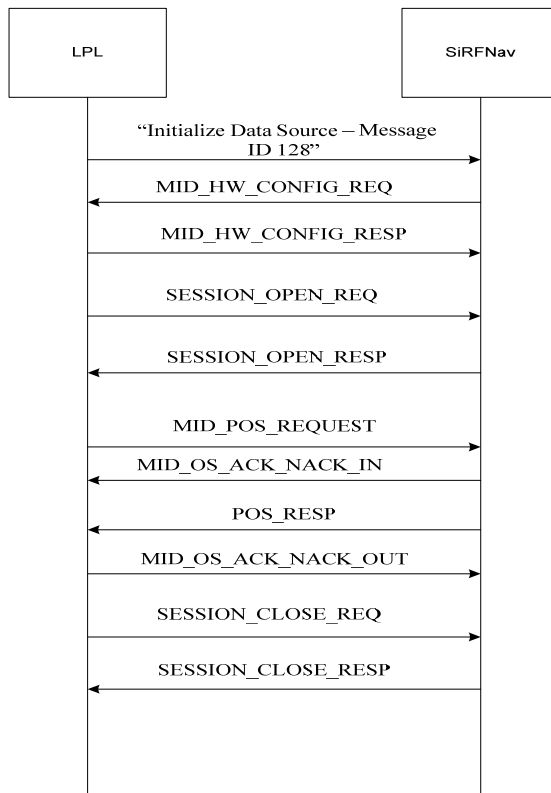 LPL
SiRFNav
“Initialize Data Source – Message
ID 128”
MID_HW_CONFIG_REQ
MID_HW_CONFIG_RESP
SESSION_OPEN_REQ
SESSION_OPEN_RESP
MID_POS_REQUEST
MID_OS_ACK_NACK_IN
POS_RESP
MID_OS_ACK_NACK_OUT
SESSION_CLOSE_REQ
SESSION_CLOSE_RESP